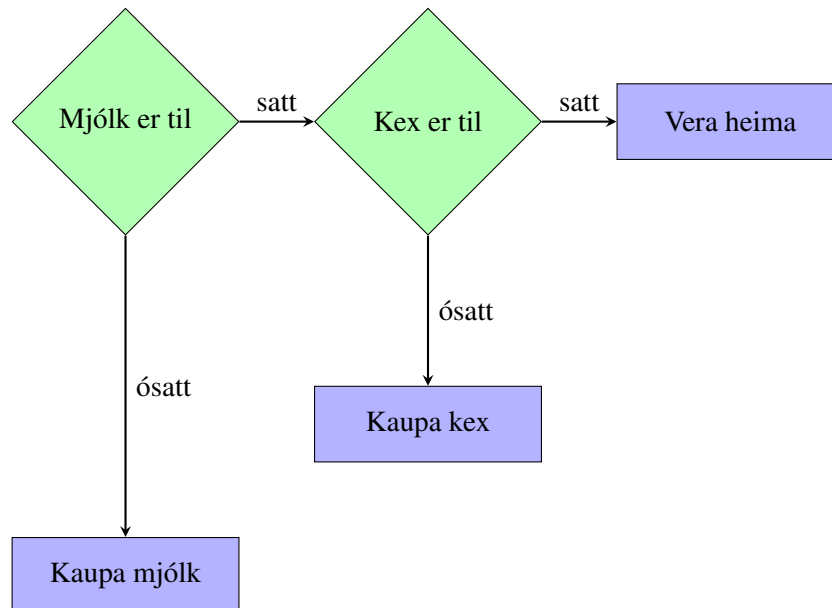 Mjólk er til
satt
Kex er til
satt
Vera heima
ósatt
ósatt
Kaupa kex
Kaupa mjólk